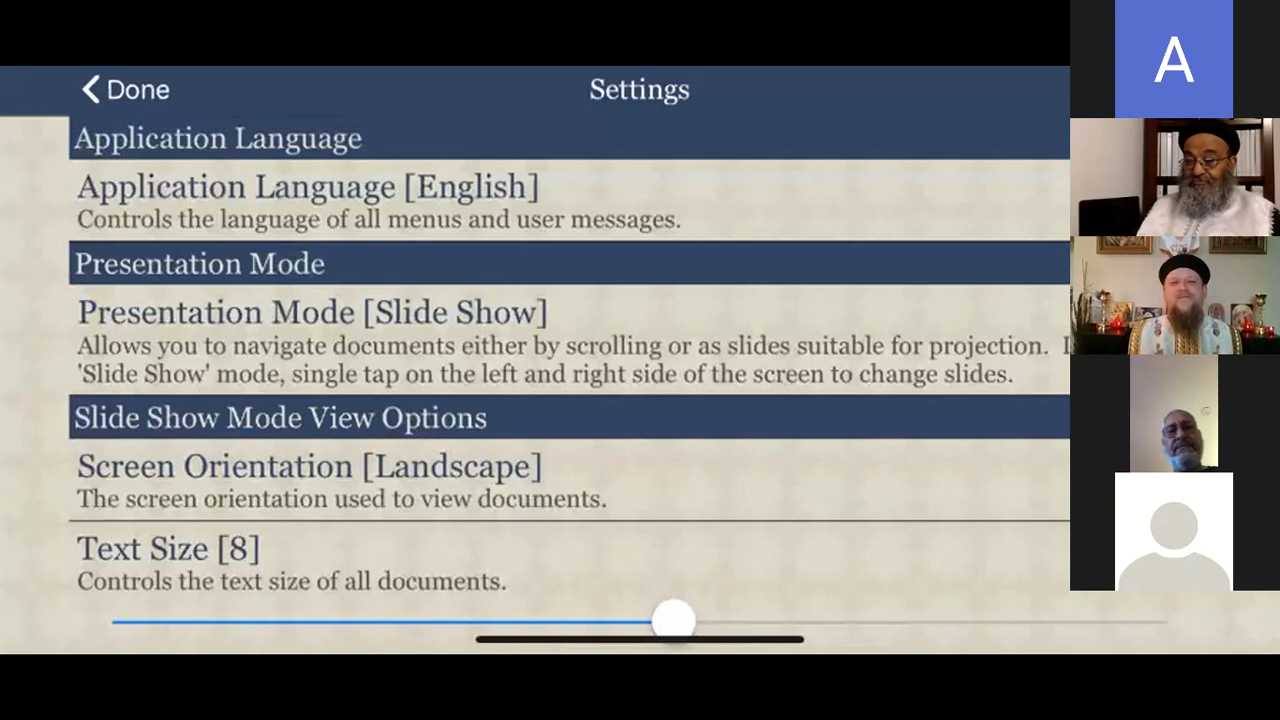 Done
Settings
A
Application Language
Application Language [English]
Controls the language of all menus and user messages.
Presentation Mode
Presentation Mode [Slide Show]
Allows you to navigate documents either by scrolling or as slides suitable for projection.
'Slide Show' mode, single tap on the left and right side of the screen to change slides.
Slide Show Mode View Options
Screen Orientation [Landscape]
The screen orientation used to view documents.
Text Size [8]
Controls the text size of all documents.